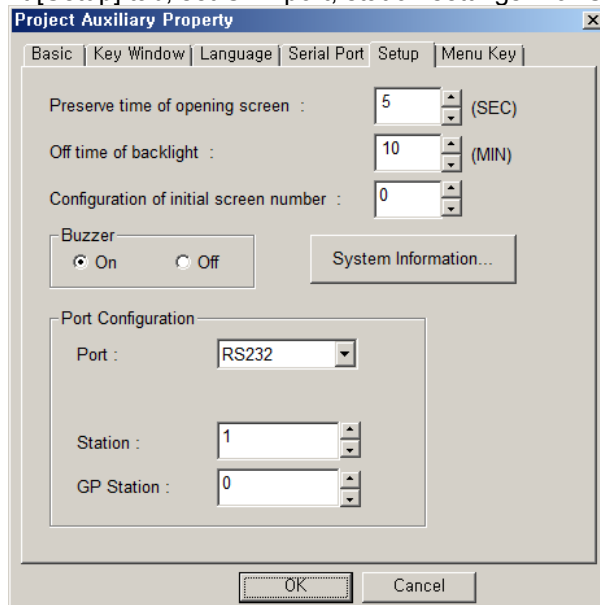 Project Auxiliary Property
Basic Key Window Language Serial Port Setup Menu Key
Preserve time of opening screen : 5 (SEC)
Off time of backlight : 10 (MIN)
Configuration of initial screen number : 0
Buzzer
On Off System Information...
Port Configuration
Port : RS232
Station : 1
GP Station : 0
OK Cancel